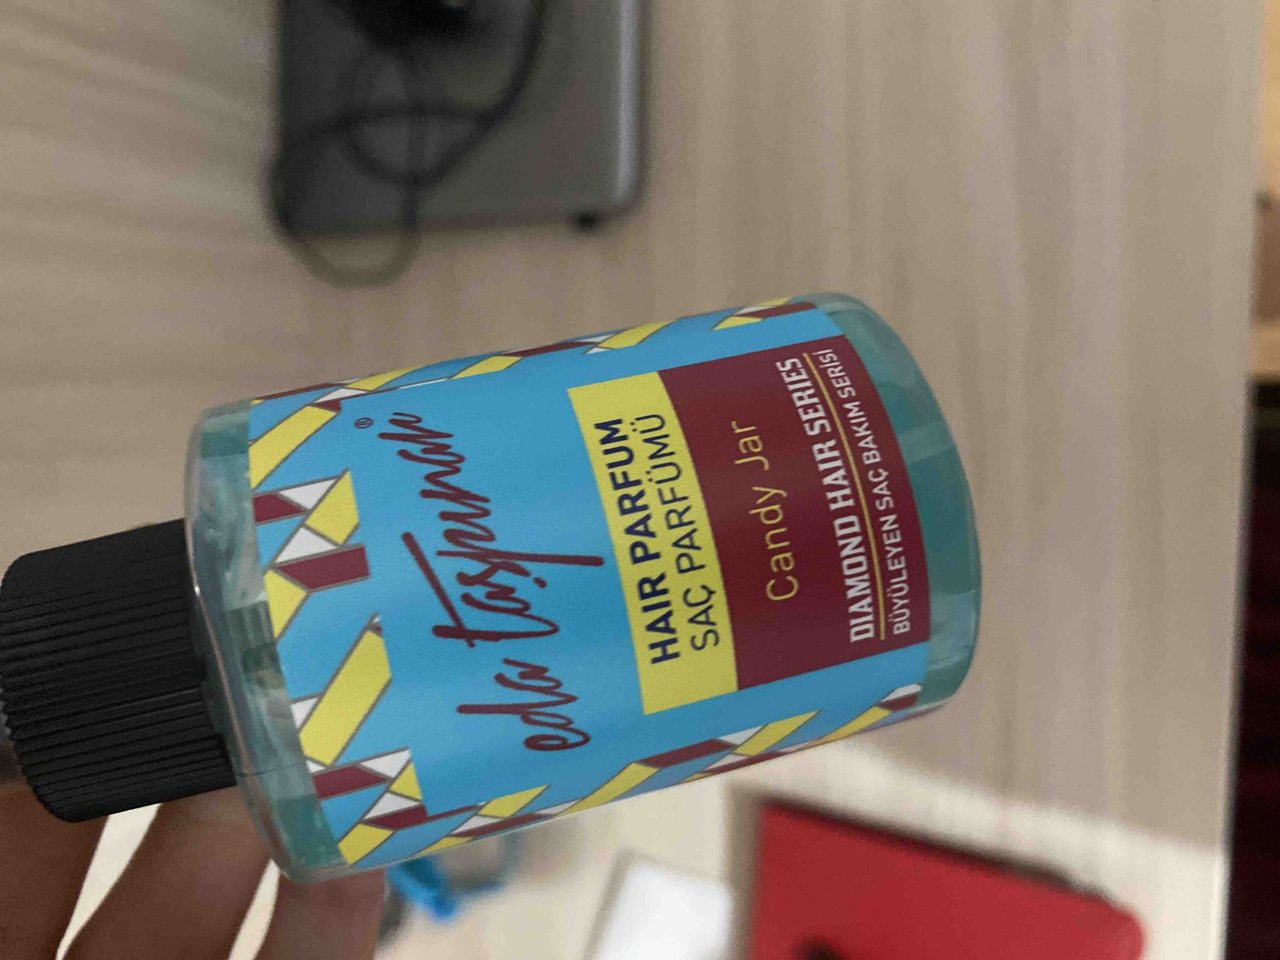 eda taşpınar®
HAIR PARFUM
SAÇ PARFÜMÜ
Candy Jar
DIAMOND HAIR SERIES
BÜYÜLEYEN SAÇ BAKIM SERİSİ